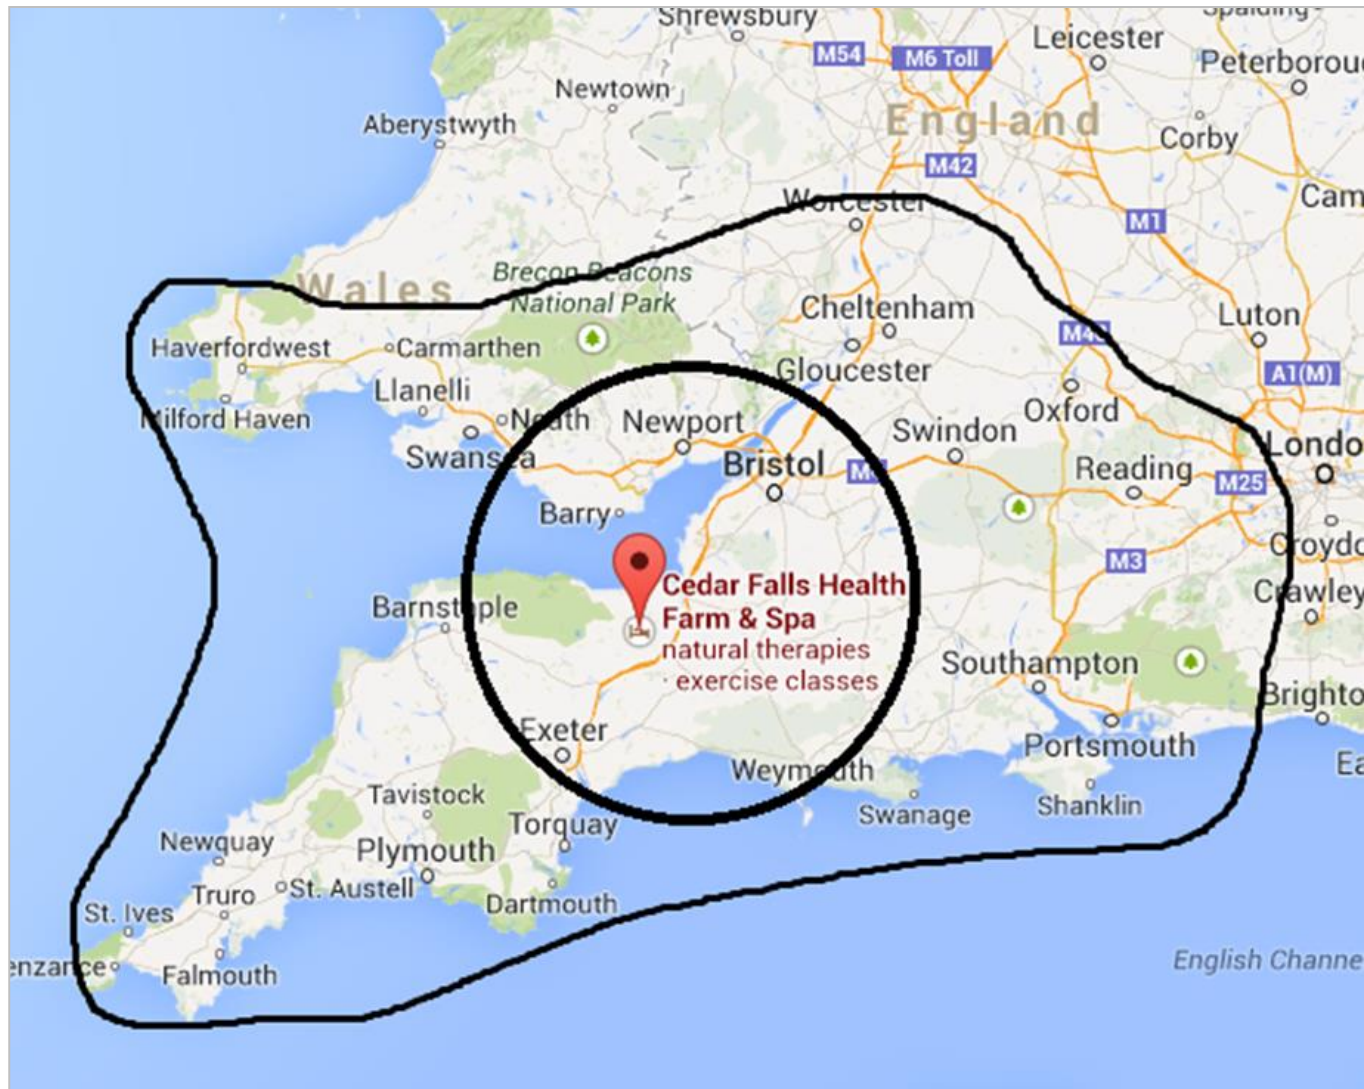 Shrewsbury
Spalding
Leicester
M54
M6 Toll
Peterborou
Newtown
England
Aberystwyth
Corby
M42
Cam
Worcester
M1
Brecon Beacons
National Park
Wales
Cheltenham
Luton
M4
Haverfordwest
Carmarthen
Gloucester
A1(M)
Llanelli
Oxford
Milford Haven
Neath
Newport
Swindon
Londo
Swansea
Bristol
Reading
M25
Barry
Croydo
M3
Cedar Falls Health
Farm & Spa
natural therapies
· exercise classes
Crawley
Barnstaple
Southampton
Brighto
Exeter
Portsmouth
Weymouth
Ea
Tavistock
Shanklin
Swanage
Torquay
Newquay
Plymouth
Truro
St. Austell
Dartmouth
St. Ives
English Channe
enzance
Falmouth